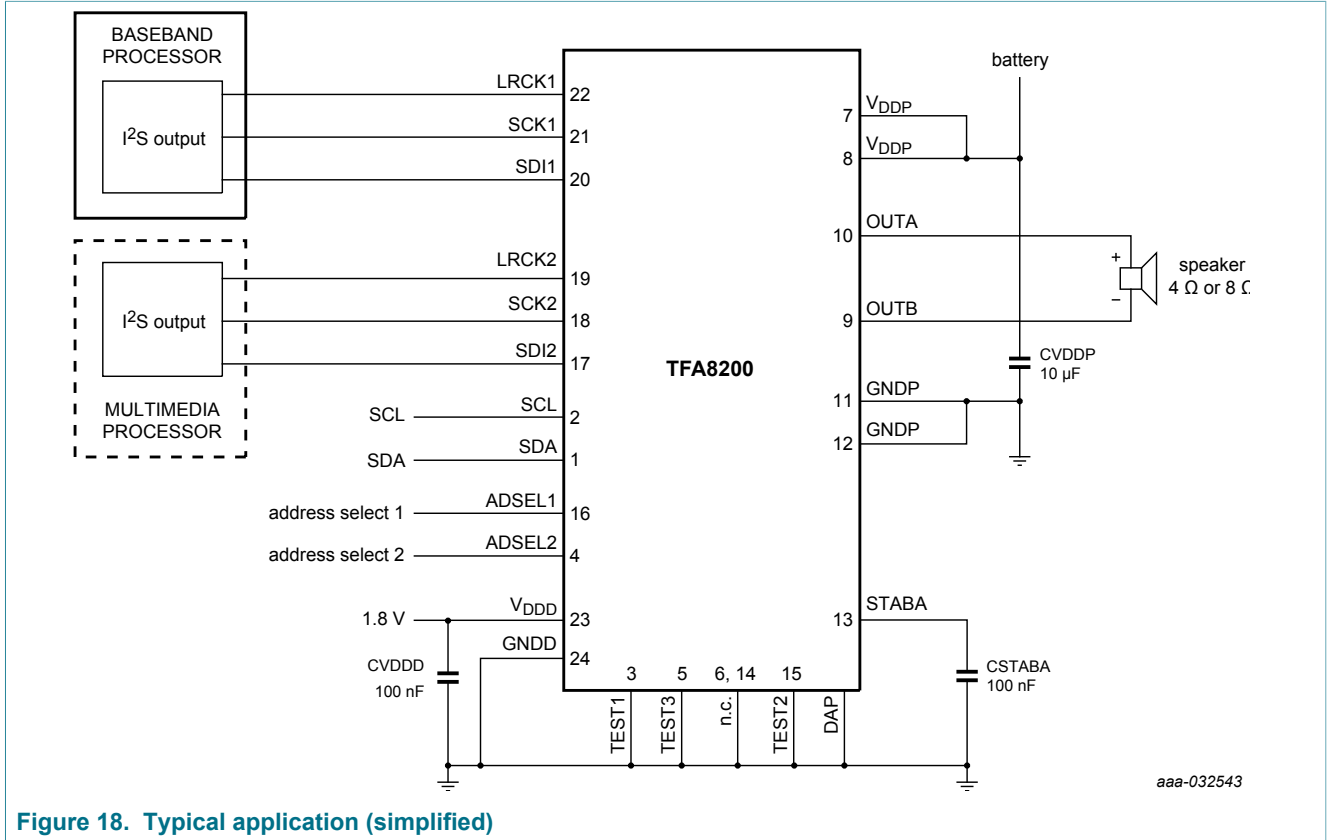 BASEBAND
PROCESSOR
I²S output
LRCK1
22
SCK1
21
SDI1
20
I²S output
MULTIMEDIA
PROCESSOR
LRCK2
19
SCK2
18
SDI2
17
SCL
SCL
2
SDA
SDA
1
address select 1
ADSEL1
16
address select 2
ADSEL2
4
1.8 V
VDDD
23
GNDD
24
CVDDD
100 nF
TFA8200
battery
7
VDDP
8
VDDP
10
OUTA
+
speaker
4 Ω or 8 Ω
−
9
OUTB
CVDDP
10 µF
11
GNDP
12
GNDP
13
STABA
CSTABA
100 nF
3
5
6, 14
15
TEST1
TEST3
n.c.
TEST2
DAP
aaa-032543
Figure 18. Typical application (simplified)